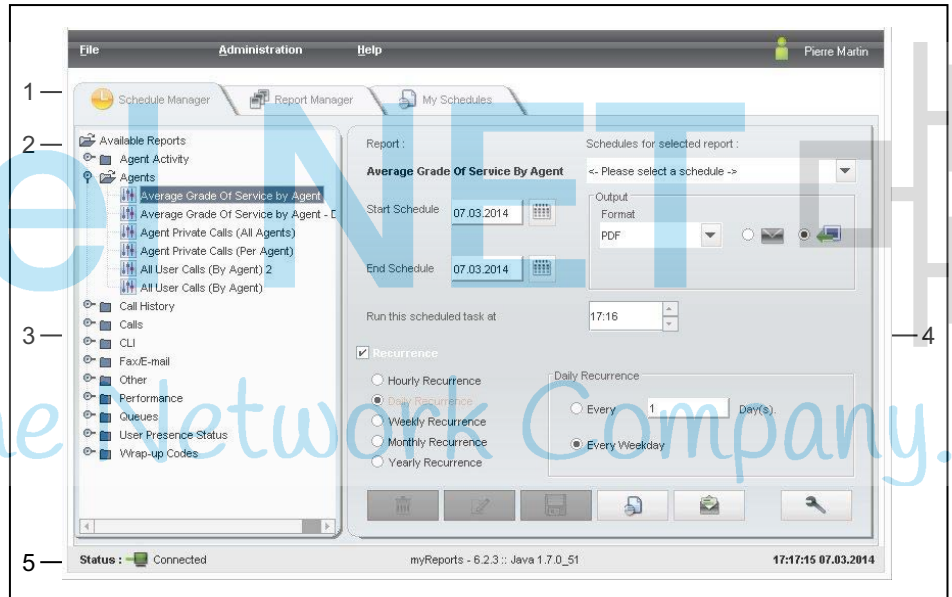 File Administration Help Pierre Martin
1
Schedule Manager Report Manager My Schedules
2
Available Reports
Agent Activity
Agents
Average Grade Of Service by Agent
Average Grade Of Service by Agent - D
Agent Private Calls (All Agents)
Agent Private Calls (Per Agent)
All User Calls (By Agent) 2
All User Calls (By Agent)
Call History
Calls
3
CLI
Fax/E-mail
Other
Performance
Queues
User Presence Status
Wrap-up Codes
Report :
Schedules for selected report :
Average Grade Of Service By Agent
<- Please select a schedule ->
Start Schedule 07.03.2014
Output
Format
PDF
End Schedule 07.03.2014
Run this scheduled task at 17:16
4
Recurrence
Hourly Recurrence
Daily Recurrence
Weekly Recurrence
Monthly Recurrence
Yearly Recurrence
Daily Recurrence
Every 1 Day(s).
Every Weekday
5
Status : Connected
myReports - 6.2.3 :: Java 1.7.0_51
17:17:15 07.03.2014
el NET
he Network Company.